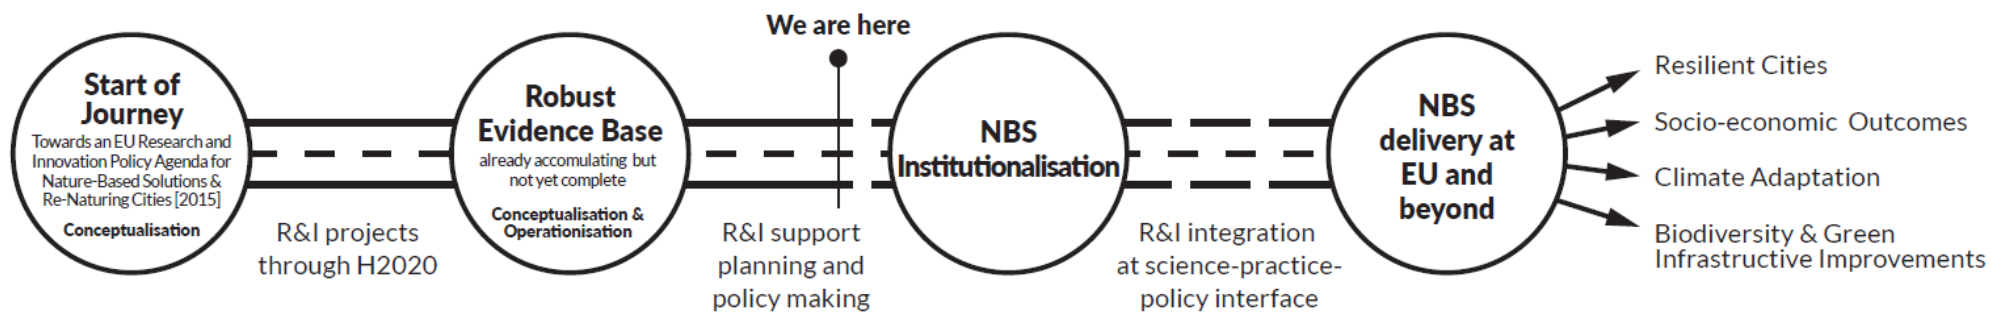 We are here
Start of
Journey
Towards an EU Research and
Innovation Policy Agenda for
Nature-Based Solutions &
Re-Naturing Cities [2015]
Conceptualisation
R&I projects
through H2020
Robust
Evidence Base
already accomulating but
not yet complete
Conceptualisation &
Operationisation
R&I support
planning and
policy making
NBS
Institutionalisation
R&I integration
at science-practice-
policy interface
NBS
delivery at
EU and
beyond
Resilient Cities
Socio-economic Outcomes
Climate Adaptation
Biodiversity & Green
Infrastructive Improvements